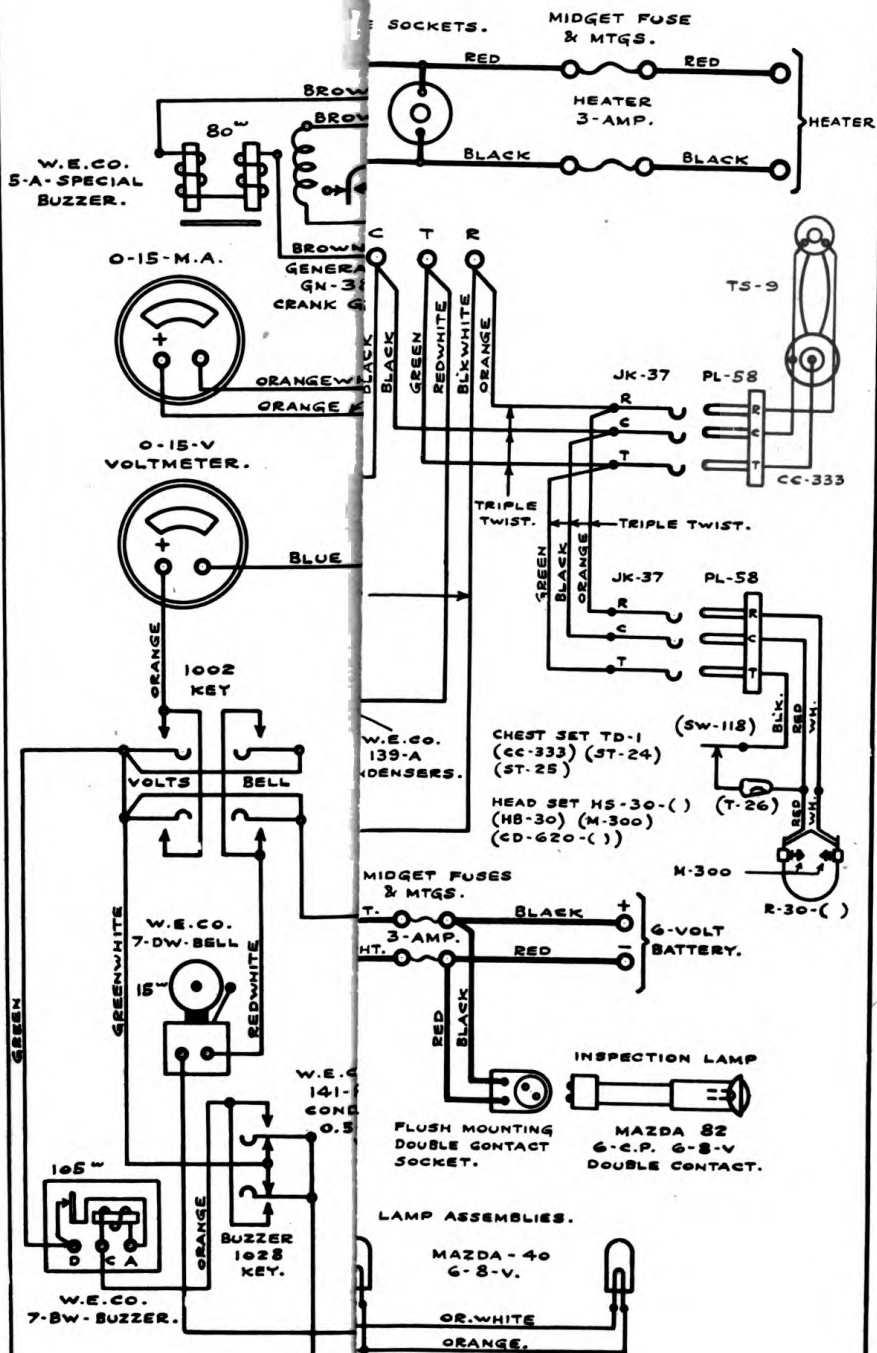 SOCKETS.
MIDGET FUSE
& MTGS.
RED
RED
HEATER
3-AMP.
HEATER
BLACK
BLACK
80ω
W.E.CO.
5-A-SPECIAL
BUZZER.
0-15-M.A.
+
ORANGE
0-15-V
VOLTMETER.
+
BLUE
ORANGE
1002
KEY
VOLTS
BELL
GREEN
GREENWHITE
W.E.CO.
7-DW-BELL
15ω
REDWHITE
105ω
D C A
W.E.CO.
7-BW-BUZZER.
ORANGE
BUZZER
1028
KEY.
C T R
BLACK
BLACK
GREEN
REDWHITE
BLKWHITE
ORANGE
TS-9
JK-37
PL-58
R
C
T
R
C
T
CC-333
TRIPLE
TWIST.
TRIPLE TWIST.
GREEN
BLACK
ORANGE
JK-37
PL-58
R
C
T
R
C
T
W.E.CO.
139-A
CHEST SET TD-1
(CC-333) (ST-24)
(ST-25)
HEAD SET HS-30-( )
(HB-30) (M-300)
(CD-620-( ))
(SW-118)
BLK.
RED
WH.
(T-26)
RED
WH.
M-300
R-30-( )
MIDGET FUSES
& MTGS.
BLACK
+
3-AMP.
6-VOLT
BATTERY.
RED
−
RED
BLACK
FLUSH MOUNTING
DOUBLE CONTACT
SOCKET.
INSPECTION LAMP
MAZDA 82
6-C.P. 6-8-V
DOUBLE CONTACT.
LAMP ASSEMBLIES.
MAZDA-40
6-8-V.
OR.WHITE
ORANGE.